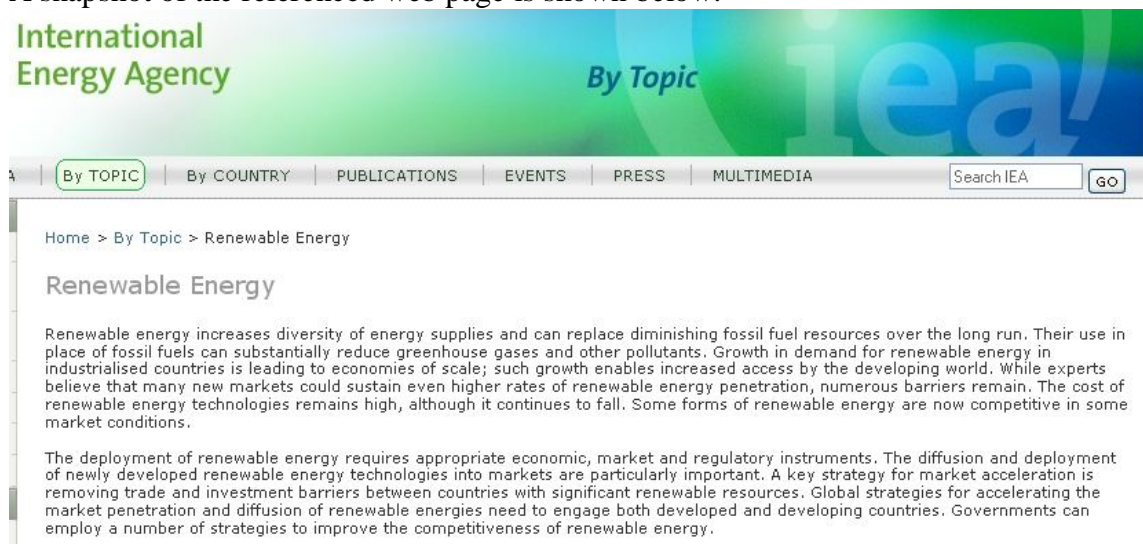 International
Energy Agency
By Topic
iea
By TOPIC | By COUNTRY | PUBLICATIONS | EVENTS | PRESS | MULTIMEDIA Search IEA GO
Home > By Topic > Renewable Energy
Renewable Energy
Renewable energy increases diversity of energy supplies and can replace diminishing fossil fuel resources over the long run. Their use in
place of fossil fuels can substantially reduce greenhouse gases and other pollutants. Growth in demand for renewable energy in
industrialised countries is leading to economies of scale; such growth enables increased access by the developing world. While experts
believe that many new markets could sustain even higher rates of renewable energy penetration, numerous barriers remain. The cost of
renewable energy technologies remains high, although it continues to fall. Some forms of renewable energy are now competitive in some
market conditions.
The deployment of renewable energy requires appropriate economic, market and regulatory instruments. The diffusion and deployment
of newly developed renewable energy technologies into markets are particularly important. A key strategy for market acceleration is
removing trade and investment barriers between countries with significant renewable resources. Global strategies for accelerating the
market penetration and diffusion of renewable energies need to engage both developed and developing countries. Governments can
employ a number of strategies to improve the competitiveness of renewable energy.